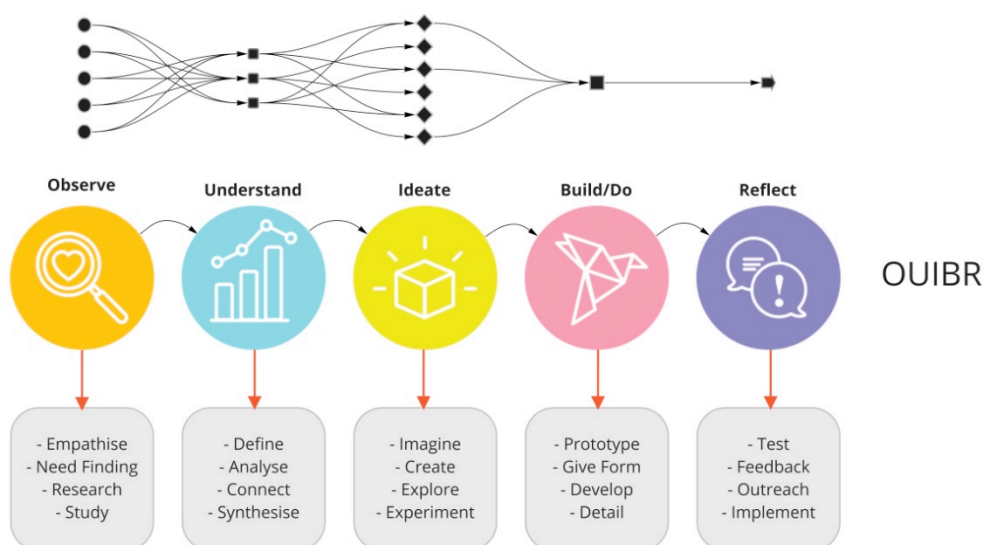 Observe
Understand
Ideate
Build/Do
Reflect
OUIBR
- Empathise
- Need Finding
- Research
- Study
- Define
- Analyse
- Connect
- Synthesise
- Imagine
- Create
- Explore
- Experiment
- Prototype
- Give Form
- Develop
- Detail
- Test
- Feedback
- Outreach
- Implement